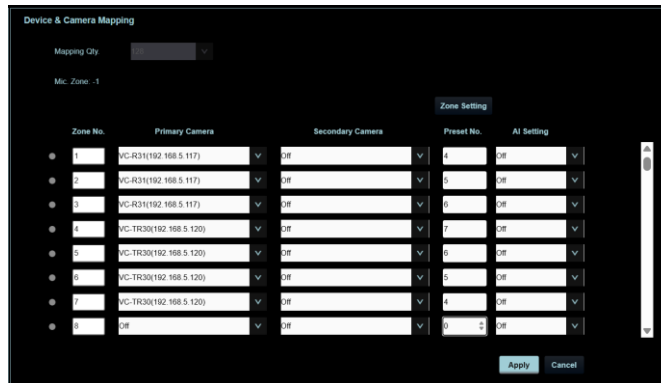 Device & Camera Mapping
Mapping Qty. 128
Mic. Zone: -1
Zone Setting
Zone No. Primary Camera Secondary Camera Preset No. AI Setting
1 VC-R31(192.168.5.117) Off 4 Off
2 VC-R31(192.168.5.117) Off 5 Off
3 VC-R31(192.168.5.117) Off 6 Off
4 VC-TR30(192.168.5.120) Off 7 Off
5 VC-TR30(192.168.5.120) Off 6 Off
6 VC-TR30(192.168.5.120) Off 5 Off
7 VC-TR30(192.168.5.120) Off 4 Off
8 Off Off 0 Off
Apply Cancel